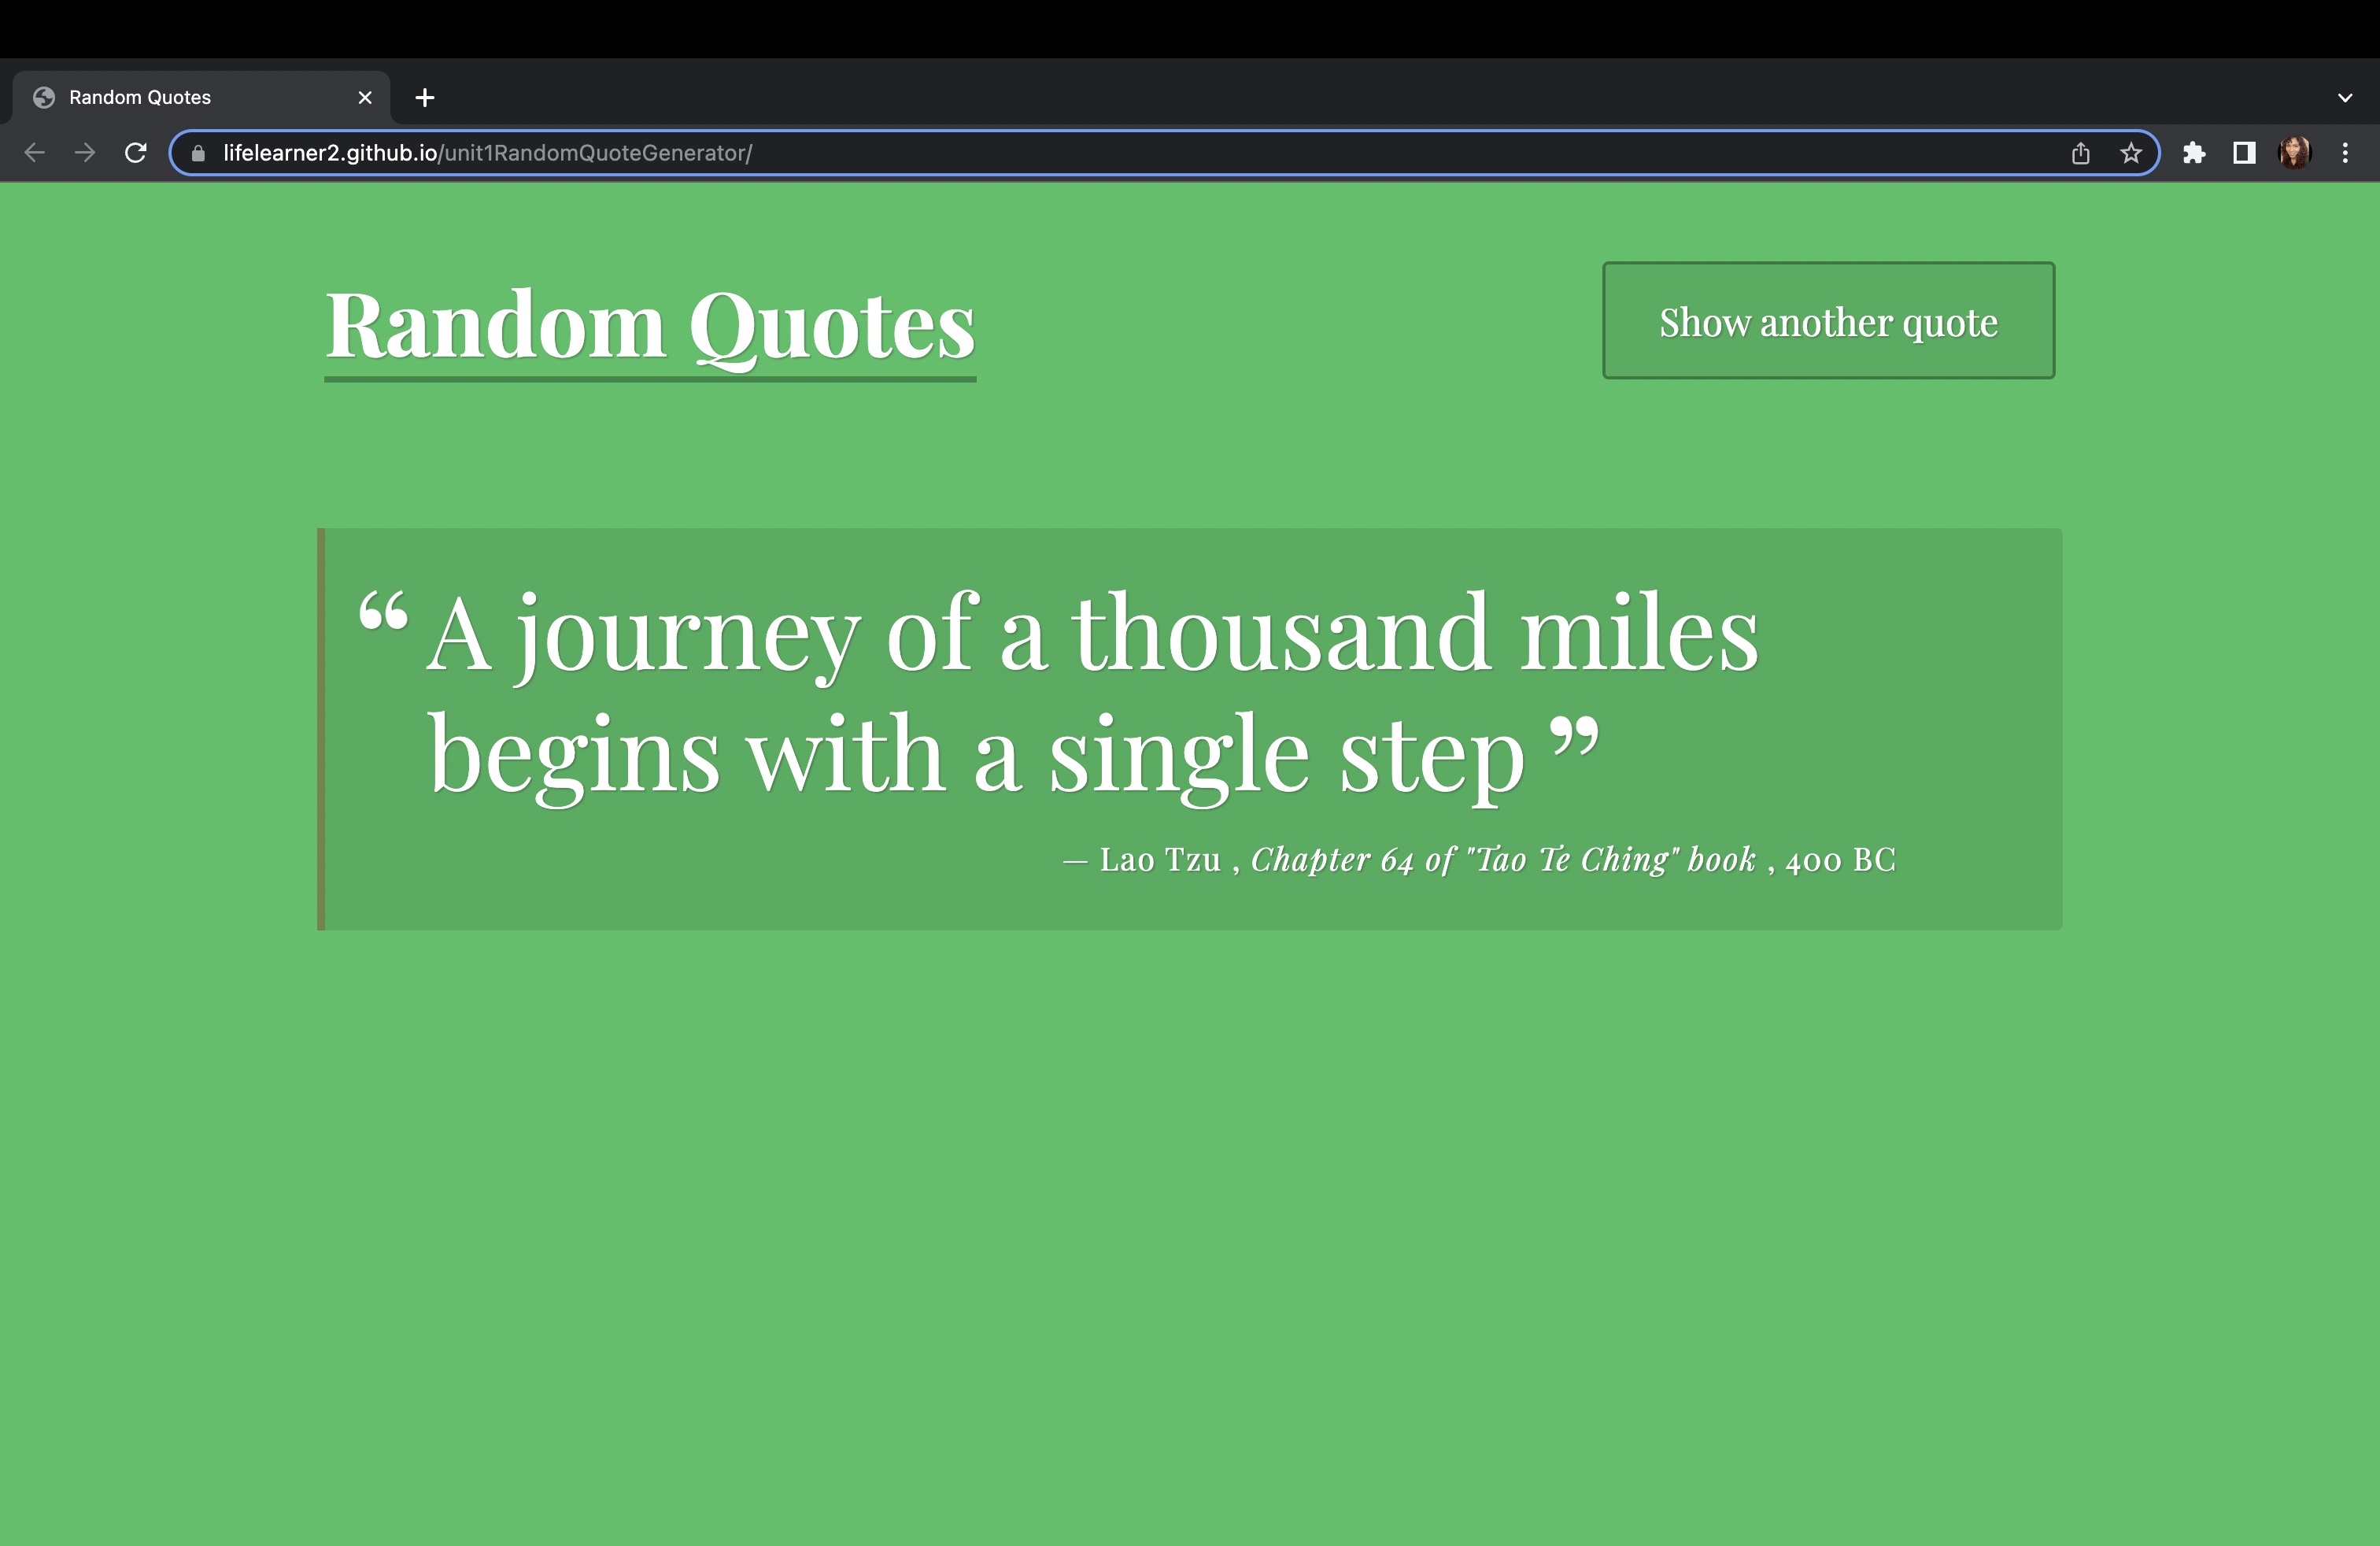 Random Quotes
lifelearner2.github.io/unit1RandomQuoteGenerator/
Random Quotes
Show another quote
“ A journey of a thousand miles
begins with a single step ”
— Lao Tzu , Chapter 64 of "Tao Te Ching" book , 400 BC